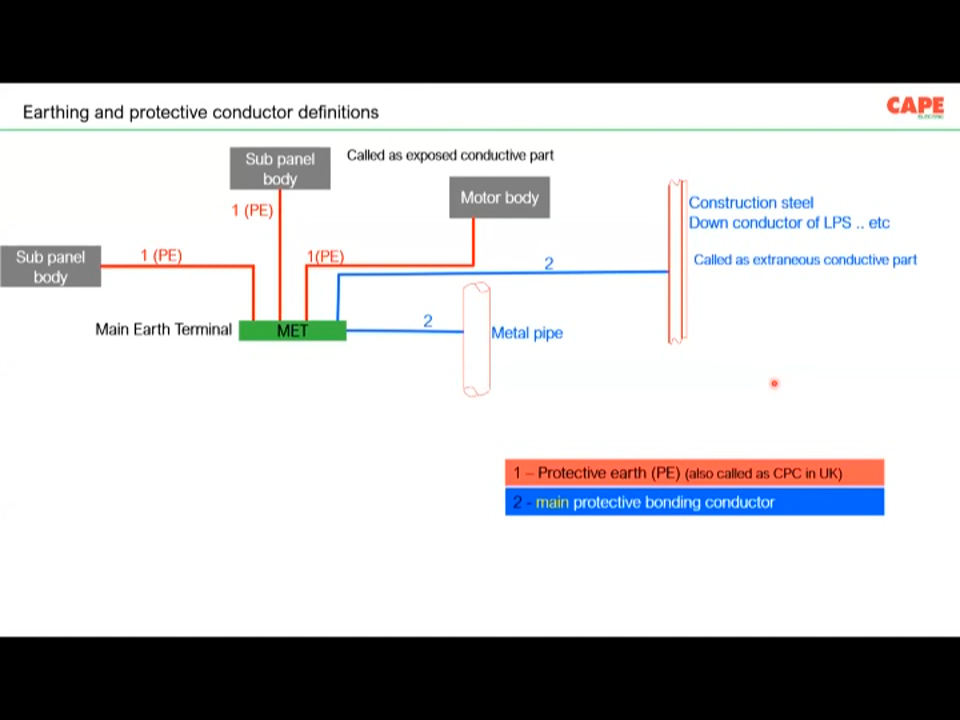 Earthing and protective conductor definitions
CAPE
ELECTRIC
Sub panel
body
Called as exposed conductive part
Motor body
1 (PE)
Construction steel
Down conductor of LPS .. etc
Sub panel
body
1 (PE)
1(PE)
2
Called as extraneous conductive part
Main Earth Terminal
MET
2
Metal pipe
1 – Protective earth (PE) (also called as CPC in UK)
2 - main protective bonding conductor